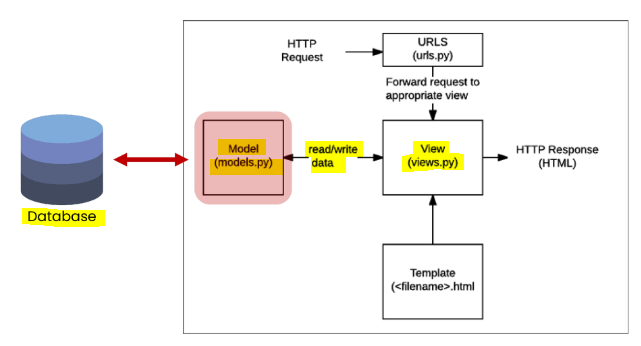 HTTP
Request
URLS
(urls.py)
Forward request to
appropriate view
Database
Model
(models.py)
read/write
data
View
(views.py)
HTTP Response
(HTML)
Template
(<filename>.html